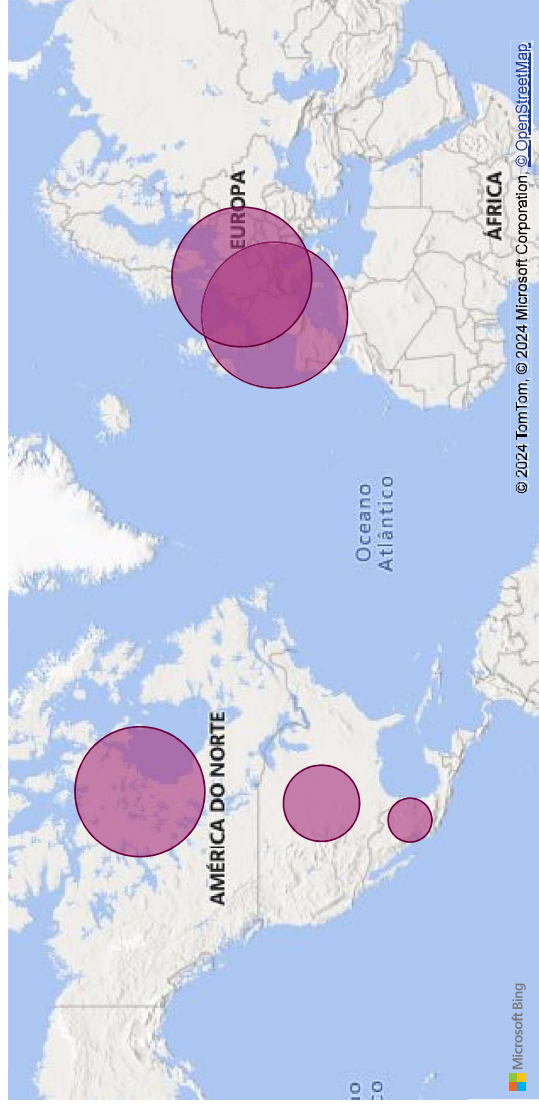 EUROPA
AMÉRICA DO NORTE
Oceano
Atlântico
ÁFRICA
Microsoft Bing
© 2024 TomTom, © 2024 Microsoft Corporation, © OpenStreetMap